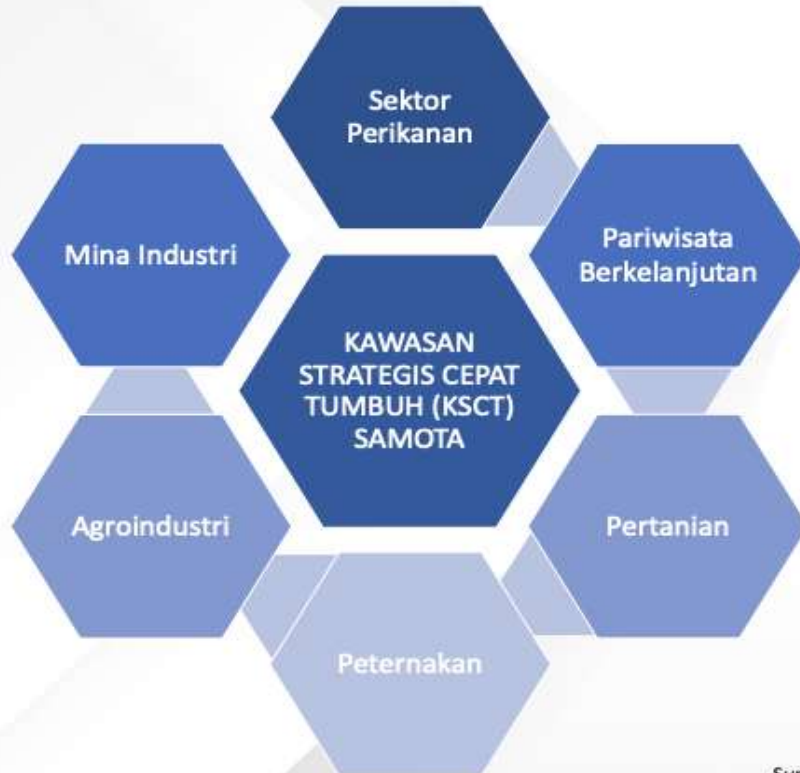 Sektor
Perikanan
Pariwisata
Berkelanjutan
Mina Industri
KAWASAN
STRATEGIS CEPAT
TUMBUH (KSCT)
SAMOTA
Agroindustri
Pertanian
Peternakan